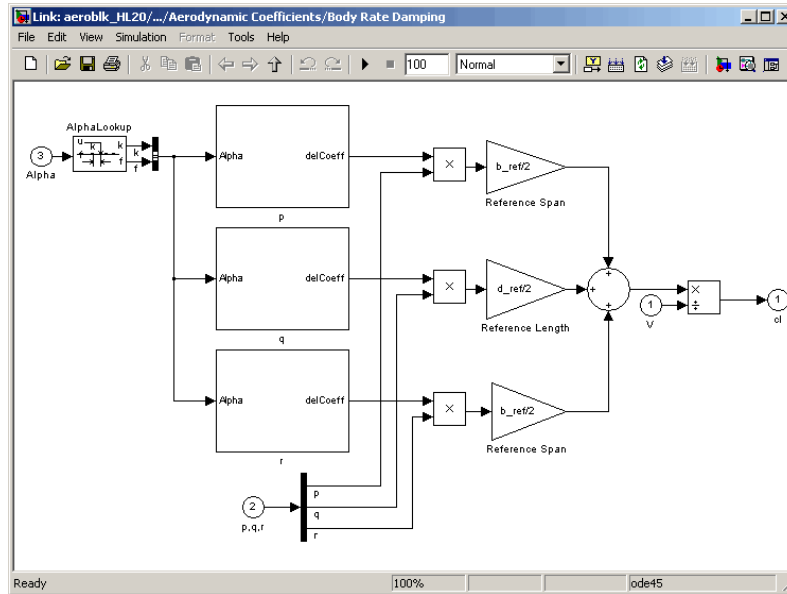 Link: aeroblk_HL20/.../Aerodynamic Coefficients/Body Rate Damping
File Edit View Simulation Format Tools Help
100 Normal
AlphaLookup
u k k k
f f f
3
Alpha
Alpha delCoeff
p
×
b_ref/2
Reference Span
Alpha delCoeff
q
×
d_ref/2
Reference Length
+
+
+
×
÷
1
V
1
cl
Alpha delCoeff
r
×
b_ref/2
Reference Span
2
p,q,r
p
q
r
Ready 100% ode45